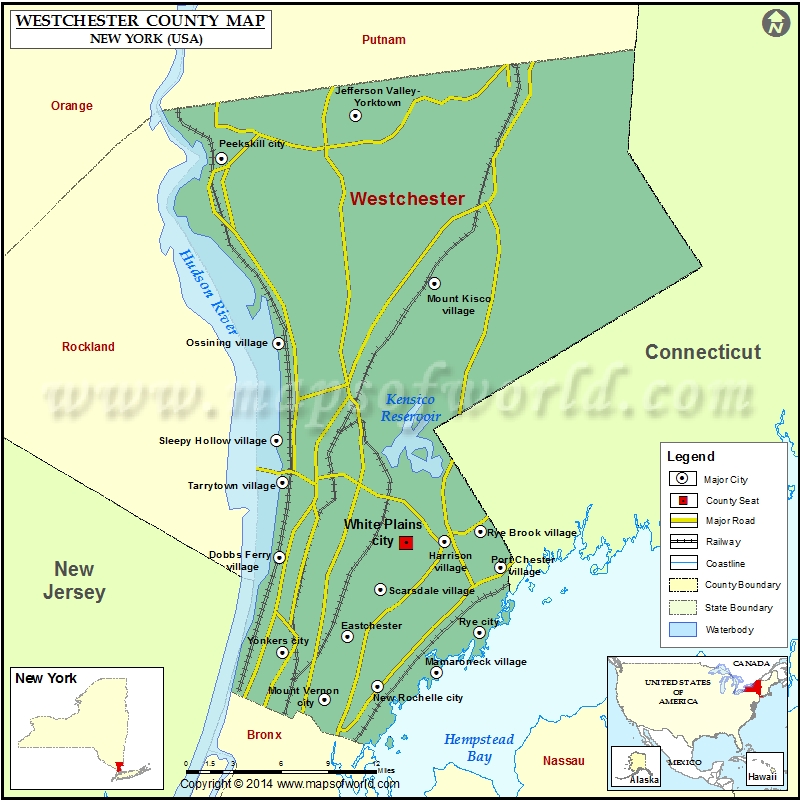 WESTCHESTER COUNTY MAP
NEW YORK (USA)
N
Putnam
Orange
Jefferson Valley-
Yorktown
Peekskill city
Westchester
Hudson River
Mount Kisco
village
Ossining village
Rockland
Connecticut
www.mapsofworld.com
Kensico
Reservoir
Sleepy Hollow village
Tarrytown village
White Plains
city
Rye Brook village
Harrison
village
Port Chester
village
Dobbs Ferry
village
New
Jersey
Scarsdale village
Eastchester
Rye city
Yonkers city
Mamaroneck village
Mount Vernon
city
New Rochelle city
Bronx
Hempstead
Bay
Nassau
Legend
Major City
County Seat
Major Road
Railway
Coastline
County Boundary
State Boundary
Waterbody
New York
0 1.5 3 6 9 12
Miles
Copyright © 2014 www.mapsofworld.com
CANADA
UNITED STATES
OF
AMERICA
MEXICO
Alaska
Hawaii